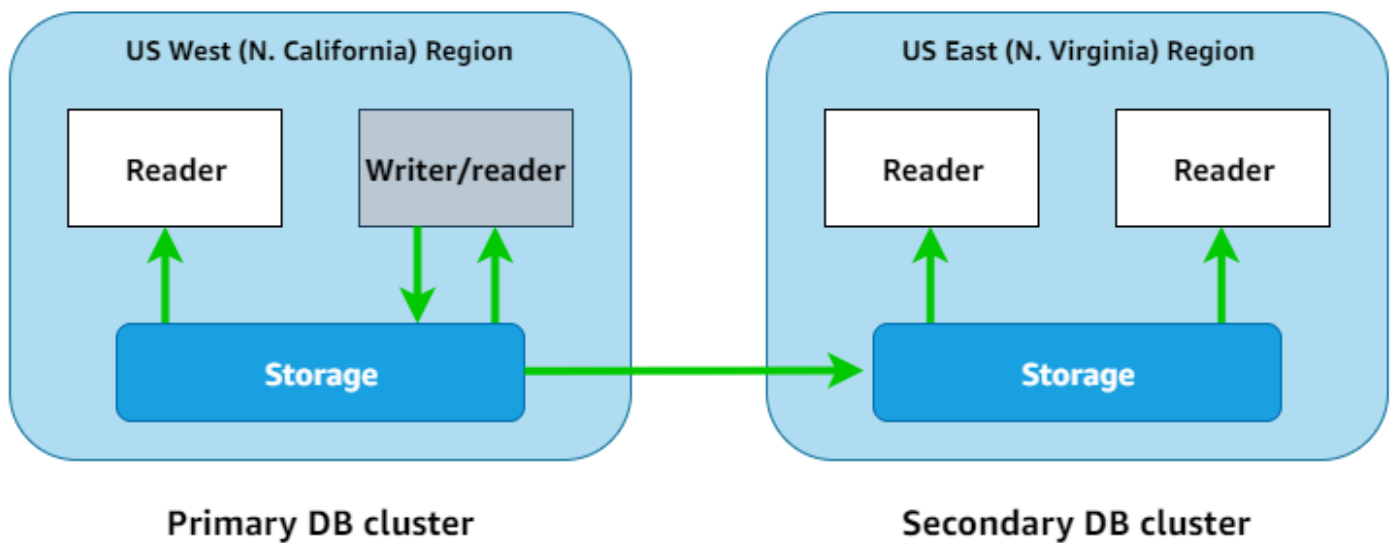 US West (N. California) Region
US East (N. Virginia) Region
Reader
Writer/reader
Reader
Reader
Storage
Storage
Primary DB cluster
Secondary DB cluster